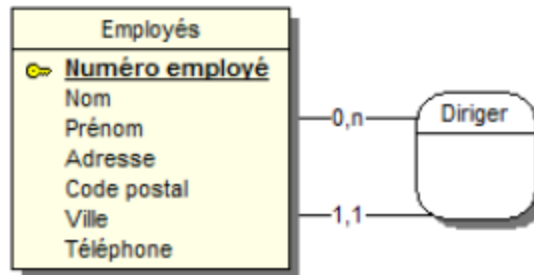 Employés
Numéro employé
Nom
Prénom
Adresse
Code postal
Ville
Téléphone
0,n
Diriger
1,1